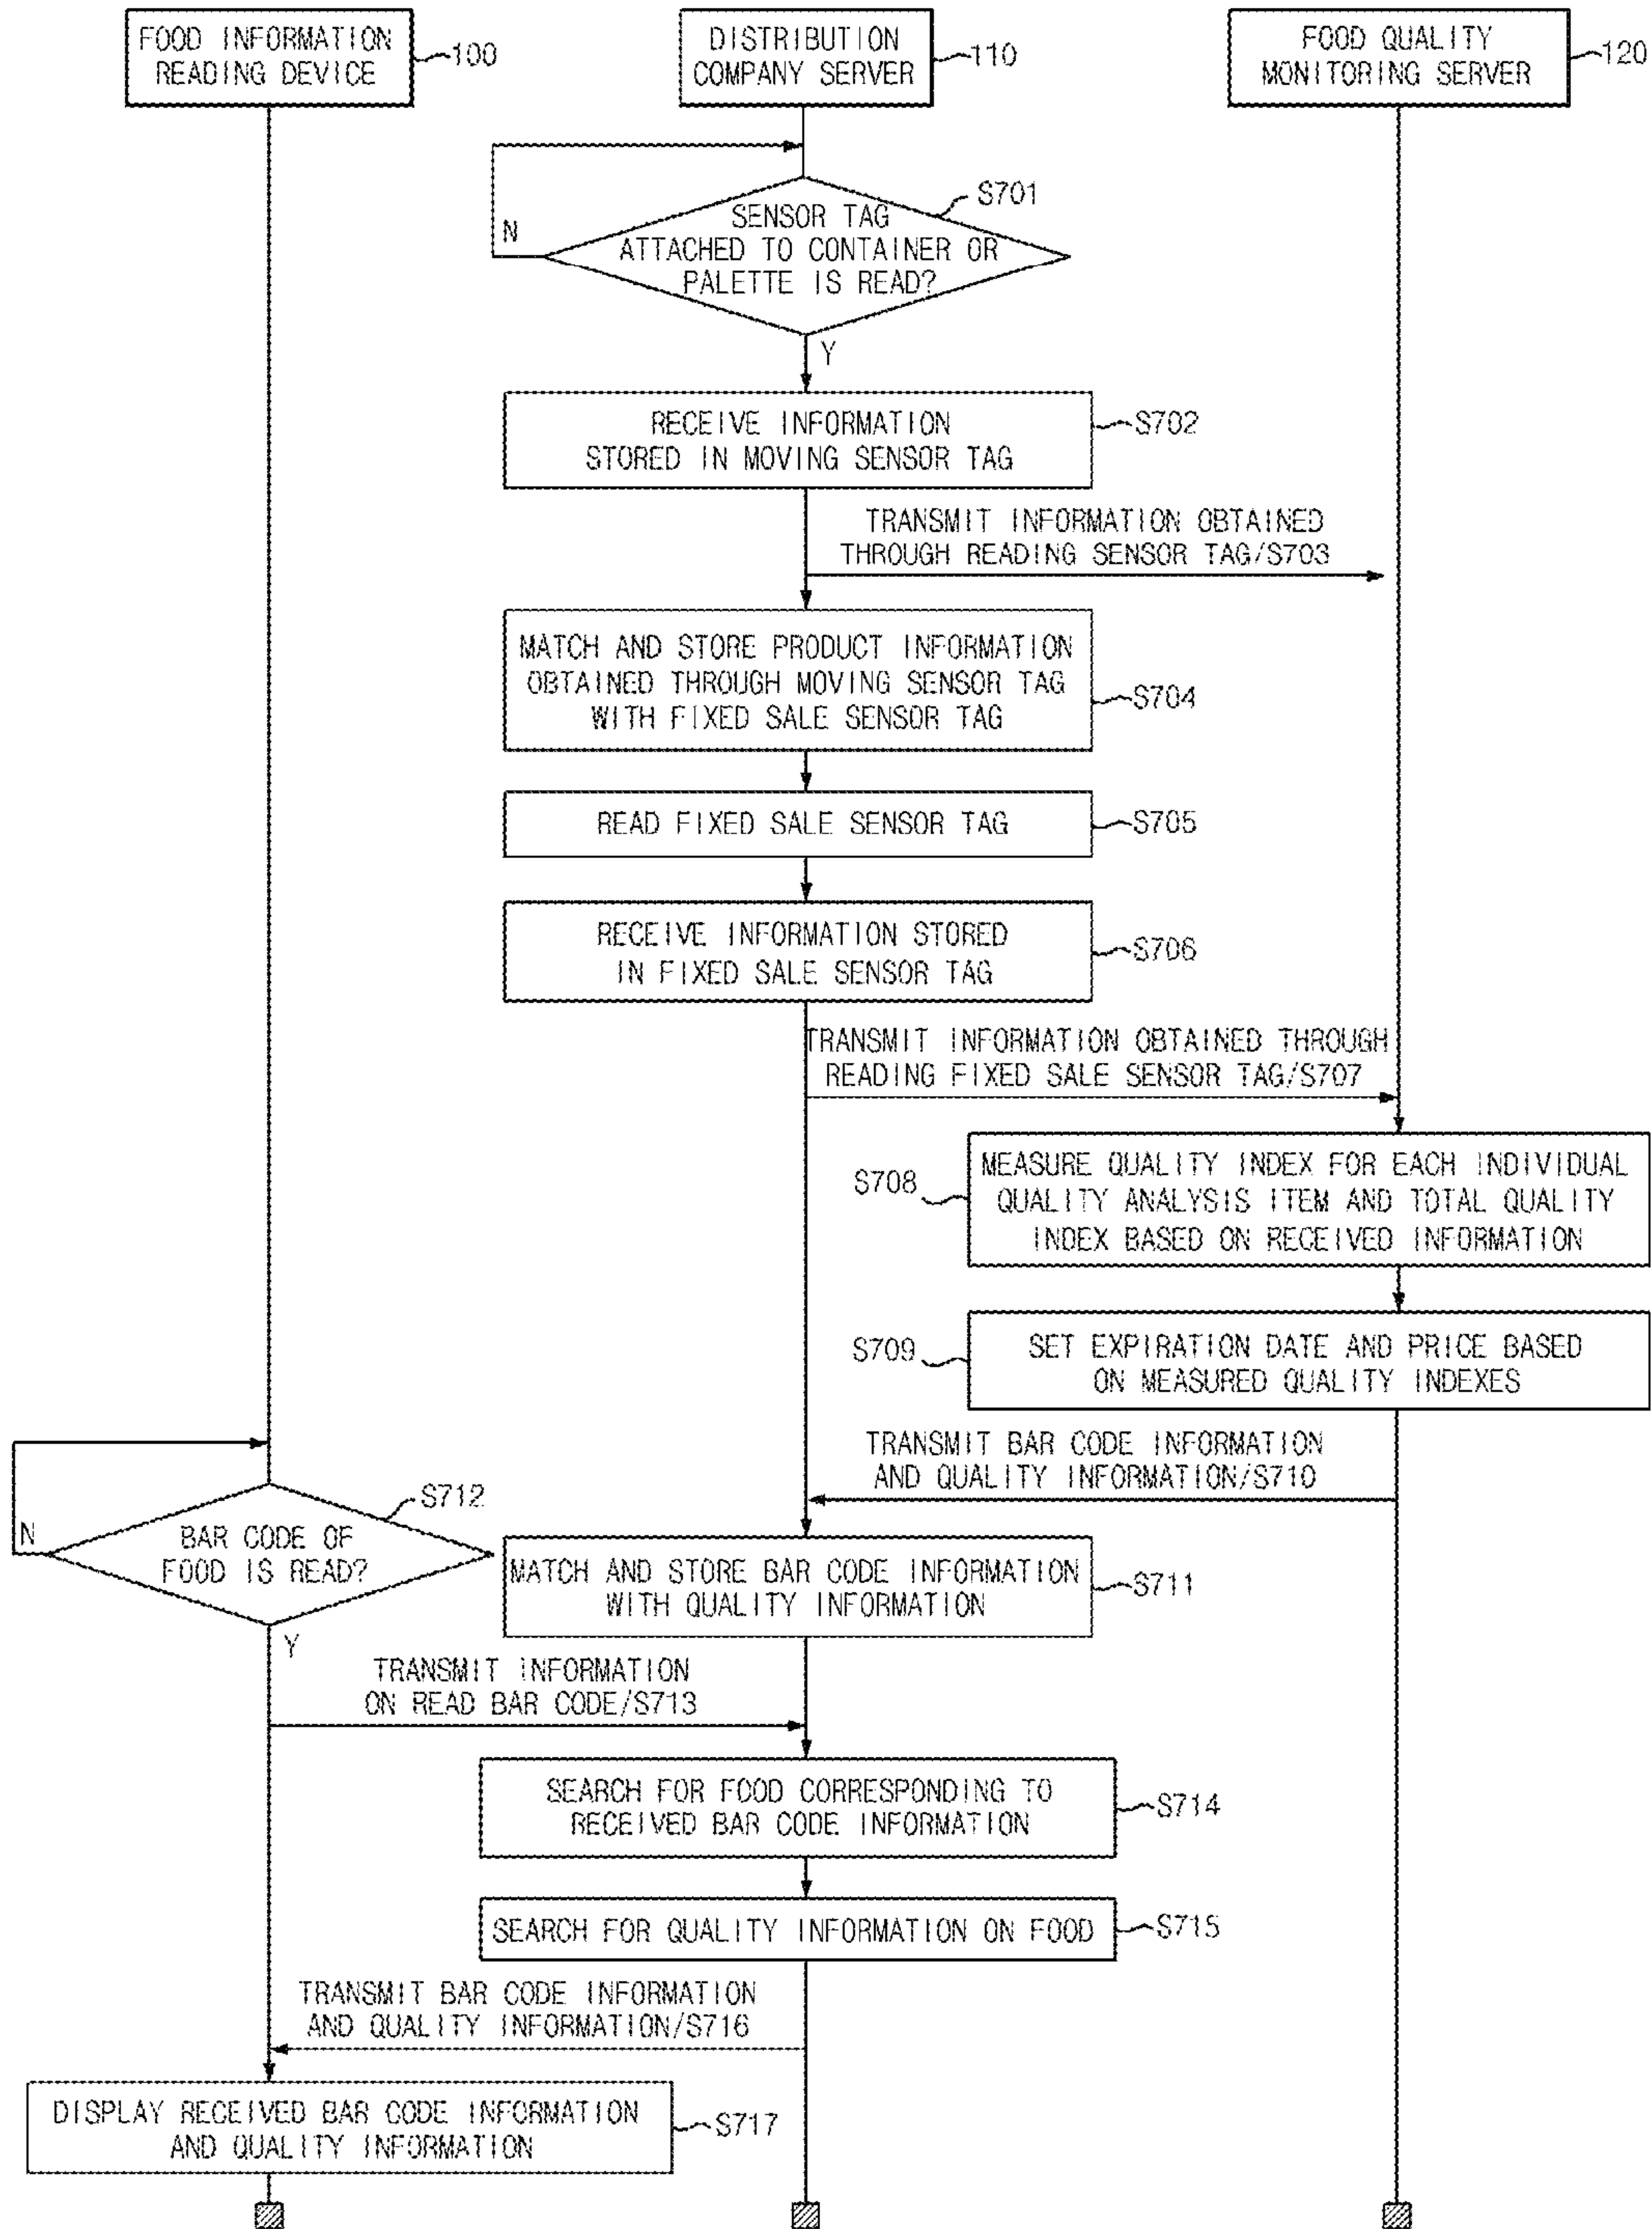 FOOD INFORMATION
READING DEVICE
100
DISTRIBUTION
COMPANY SERVER
110
FOOD QUALITY
MONITORING SERVER
120
S701
SENSOR TAG
ATTACHED TO CONTAINER OR
PALETTE IS READ?
N
Y
RECEIVE INFORMATION
STORED IN MOVING SENSOR TAG
S702
TRANSMIT INFORMATION OBTAINED
THROUGH READING SENSOR TAG/S703
MATCH AND STORE PRODUCT INFORMATION
OBTAINED THROUGH MOVING SENSOR TAG
WITH FIXED SALE SENSOR TAG
S704
READ FIXED SALE SENSOR TAG
S705
RECEIVE INFORMATION STORED
IN FIXED SALE SENSOR TAG
S706
TRANSMIT INFORMATION OBTAINED THROUGH
READING FIXED SALE SENSOR TAG/S707
S708
MEASURE QUALITY INDEX FOR EACH INDIVIDUAL
QUALITY ANALYSIS ITEM AND TOTAL QUALITY
INDEX BASED ON RECEIVED INFORMATION
S709
SET EXPIRATION DATE AND PRICE BASED
ON MEASURED QUALITY INDEXES
TRANSMIT BAR CODE INFORMATION
AND QUALITY INFORMATION/S710
S712
BAR CODE OF
FOOD IS READ?
N
Y
MATCH AND STORE BAR CODE INFORMATION
WITH QUALITY INFORMATION
S711
TRANSMIT INFORMATION
ON READ BAR CODE/S713
SEARCH FOR FOOD CORRESPONDING TO
RECEIVED BAR CODE INFORMATION
S714
SEARCH FOR QUALITY INFORMATION ON FOOD
S715
TRANSMIT BAR CODE INFORMATION
AND QUALITY INFORMATION/S716
DISPLAY RECEIVED BAR CODE INFORMATION
AND QUALITY INFORMATION
S717